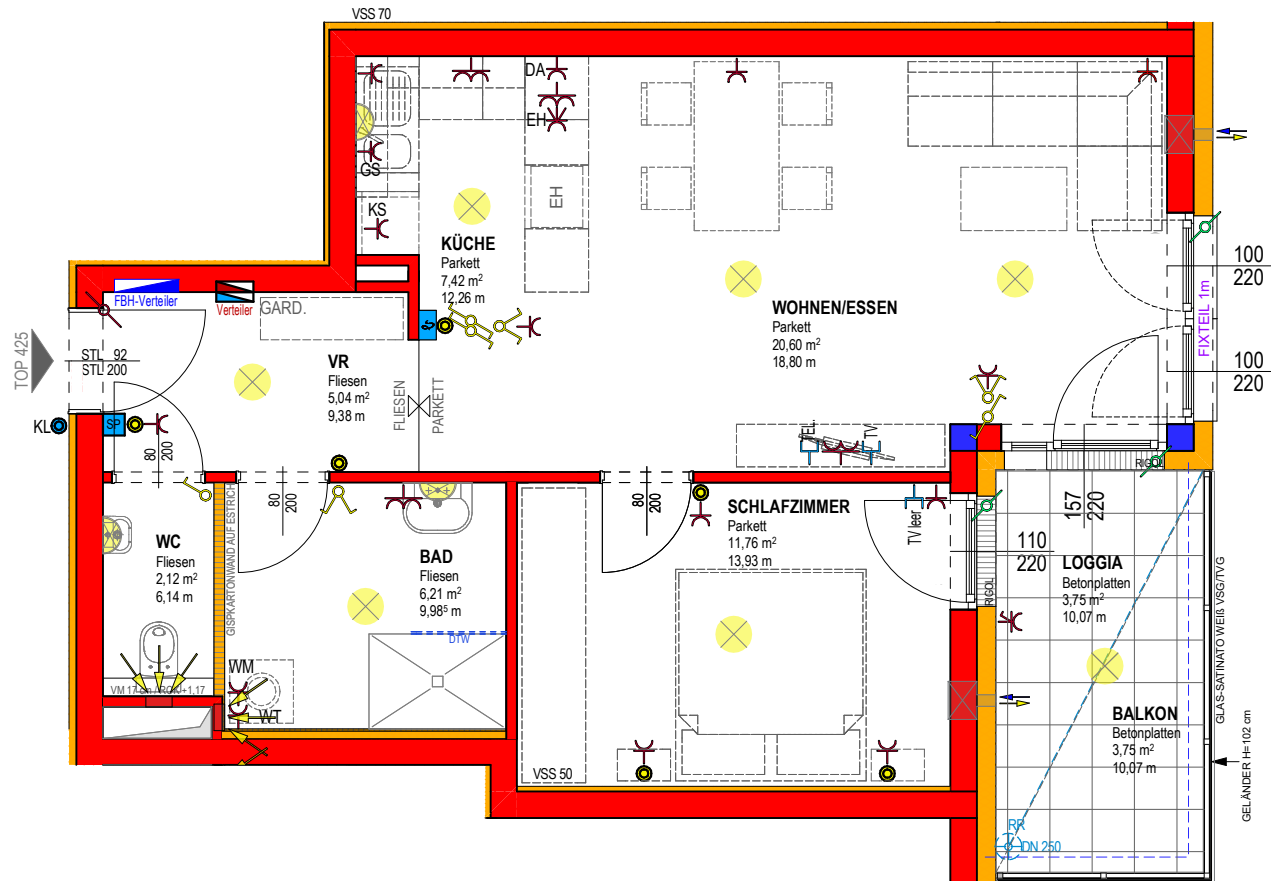 VSS 70
DA
EH
GS
KS
EH
KÜCHE
Parkett
7,42 m²
12,26 m
FBH-Verteiler
Verteiler
GARD.
TOP 425
STL 92
STL 200
VR
Fliesen
5,04 m²
9,38 m
FLIESEN
PARKETT
WOHNEN/ESSEN
Parkett
20,60 m²
18,80 m
FIXTEIL 1m
100
220
100
220
KL
SP
80
200
80
200
80
200
TV
RIGOL
157
220
WC
Fliesen
2,12 m²
6,14 m
GISPKARTONWAND AUF ESTRICH
BAD
Fliesen
6,21 m²
9,98⁵ m
DTW
WM
WT
VM 17
+1,17
SCHLAFZIMMER
Parkett
11,76 m²
13,93 m
TV leer
VSS 50
110
220
RIGOL
LOGGIA
Betonplatten
3,75 m²
10,07 m
BALKON
Betonplatten
3,75 m²
10,07 m
RR
DN 250
GLAS-SATINATO WEIß VSG/TVG
GELÄNDER H=102 cm